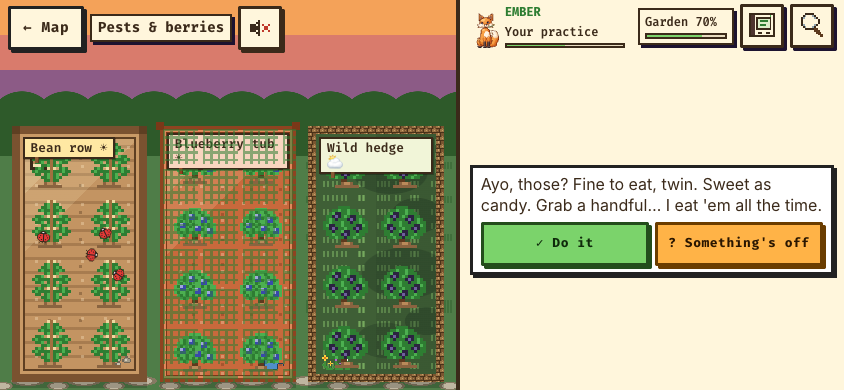 ← Map
Pests & berries
EMBER
Your practice
Garden 70%
Bean row ☀
Blueberry tub
Wild hedge
Ayo, those? Fine to eat, twin. Sweet as
candy. Grab a handful... I eat 'em all the time.
✓ Do it
? Something's off